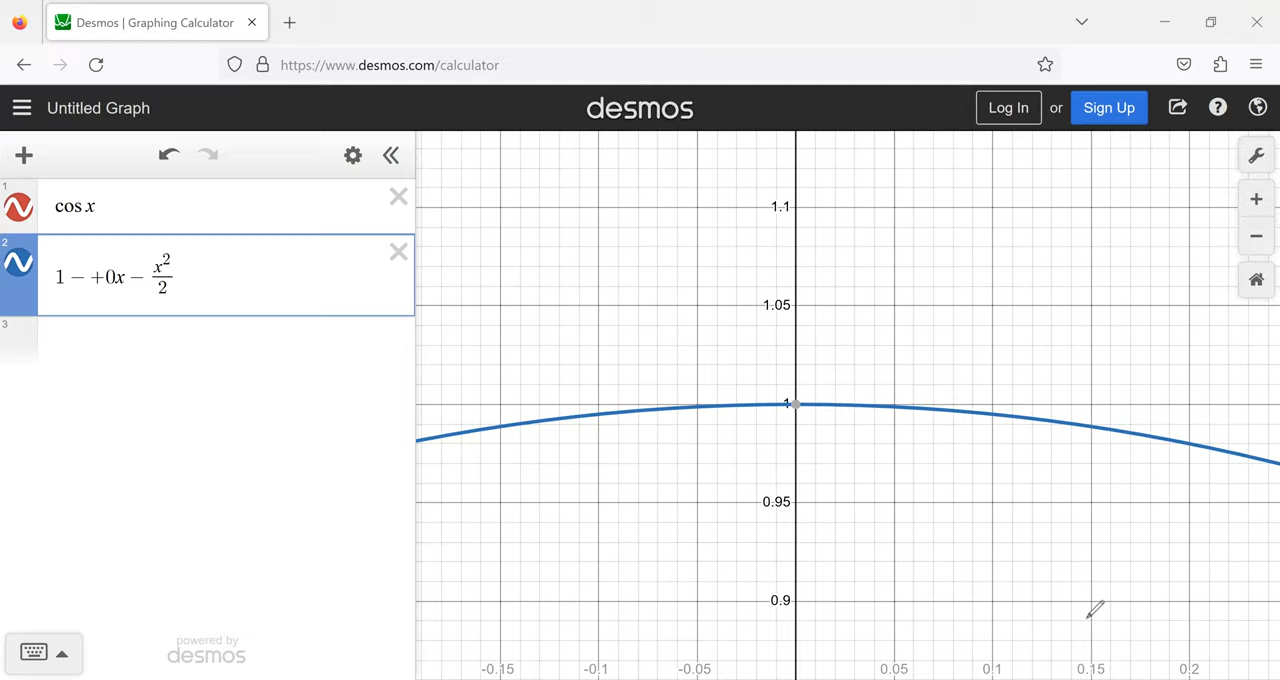 Desmos | Graphing Calculator
https://www.desmos.com/calculator
Untitled Graph
desmos
Log In or Sign Up
1
cos x
2
1 − +0x − x²/2
3
powered by
desmos
1.1
1.05
1
0.95
0.9
-0.15 -0.1 -0.05 0.05 0.1 0.15 0.2